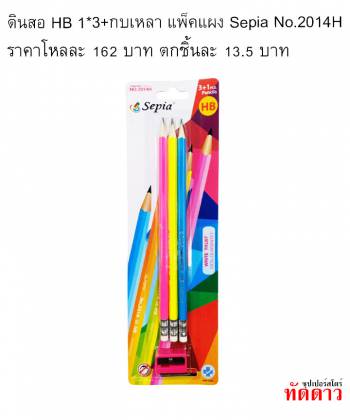 ดินสอ HB 1*3+กบเหลา แพ็คแผง Sepia No.2014H
ราคาโหลละ 162 บาท ตกชิ้นละ 13.5 บาท
NO.2014H
Sepia
3+1 PCS.
Pencils
HB
WRITE TRUST
ซุปเปอร์สโตร์
ทัดดาว